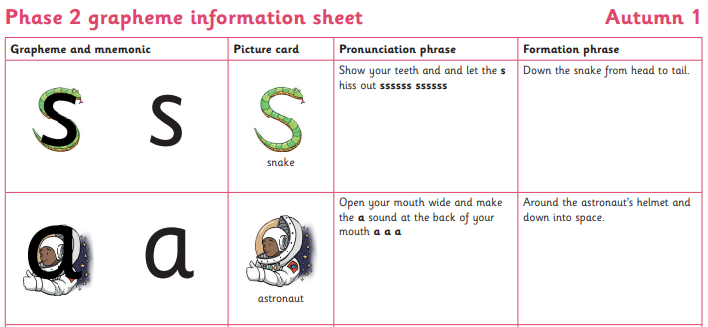 Phase 2 grapheme information sheet Autumn 1
Grapheme and mnemonic Picture card Pronunciation phrase Formation phrase
s s
snake
Show your teeth and and let the s
hiss out ssssss ssssss
Down the snake from head to tail.
a a
astronaut
Open your mouth wide and make
the a sound at the back of your
mouth a a a
Around the astronaut's helmet and
down into space.